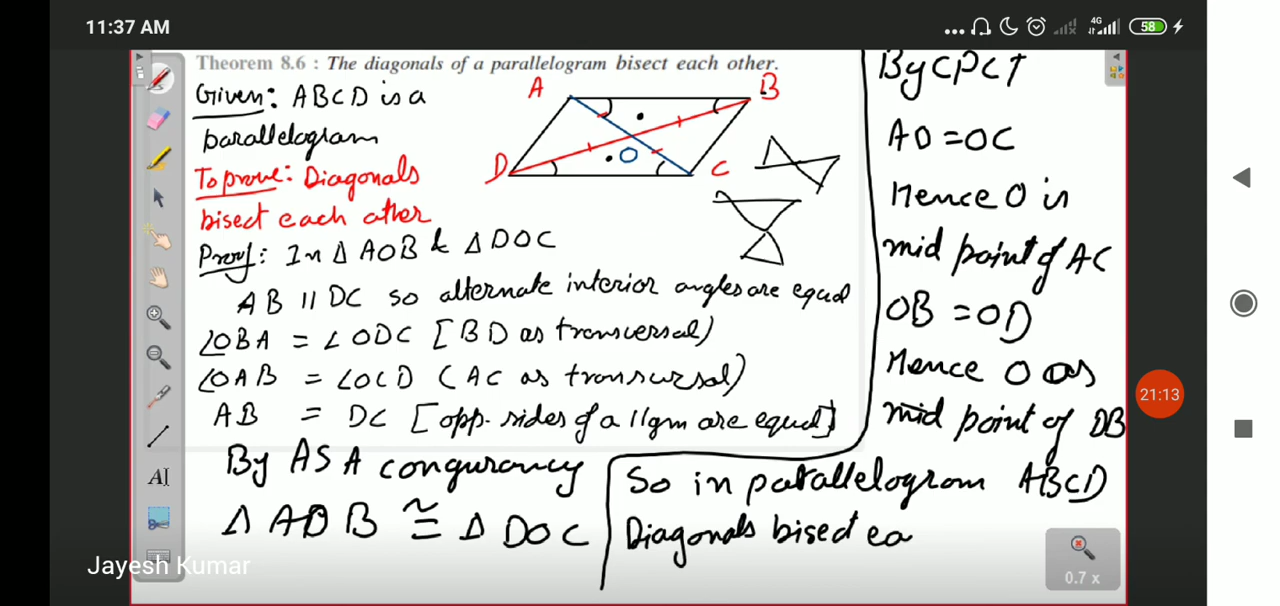 11:37 AM
4G
58
Theorem 8.6 : The diagonals of a parallelogram bisect each other.
Given: ABCD is a
parallelogram
To prove: Diagonals
bisect each other
A
B
D
O
C
Proof: In Δ AOB & Δ DOC
AB || DC so alternate interior angles are equal
∠OBA = ∠ODC [BD as transversal)
∠OAB = ∠OCD (AC as transversal)
AB = DC [opp. sides of a ||gm are equal]
By ASA congurancy
Δ AOB ≅ Δ DOC
By CPCT
AO = OC
Hence O is
mid point of AC
OB = OD
Hence O as
mid point of DB
So in parallelogram ABCD
Diagonals bisect ea
AI
Jayesh Kumar
21:13
0.7 x